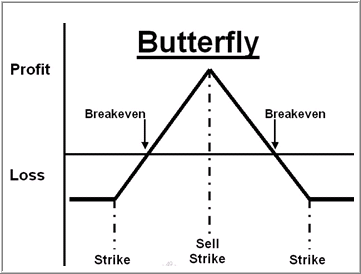 Butterfly
Profit
Breakeven
Breakeven
Loss
Strike
Sell
Strike
Strike